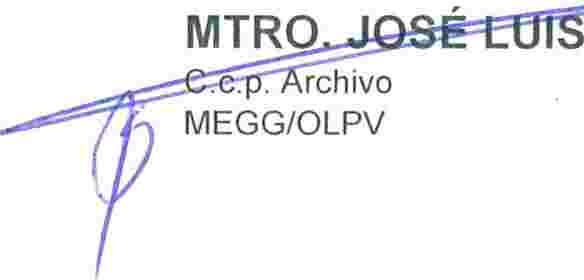 MTRO. JOSÉ LUIS
C.c.p. Archivo
MEGG/OLPV